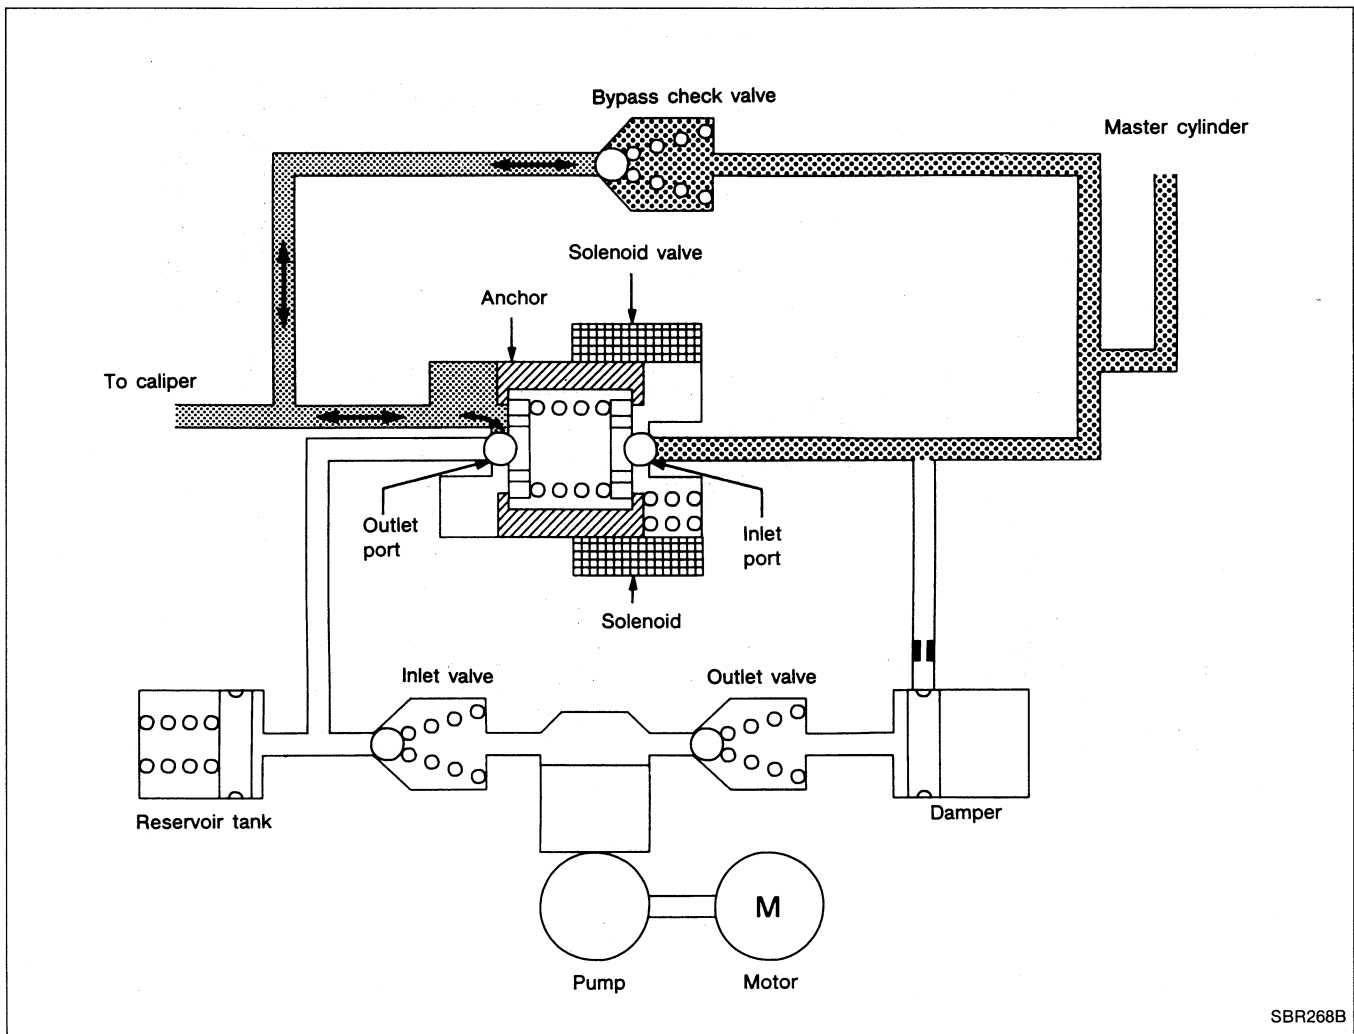 Bypass check valve
Master cylinder
Solenoid valve
Anchor
To caliper
Outlet
port
Inlet
port
Solenoid
Inlet valve
Outlet valve
Reservoir tank
Damper
M
Pump
Motor
SBR268B